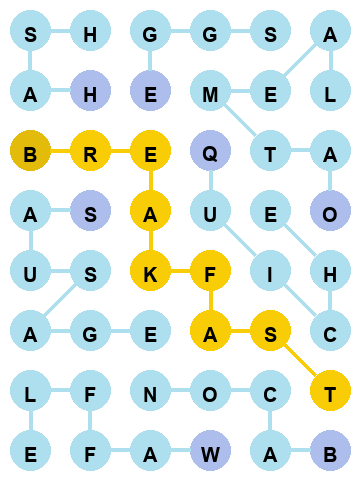 S H G G S A
A H E M E L
B R E Q T A
A S A U E O
U S K F I H
A G E A S C
L F N O C T
E F A W A B